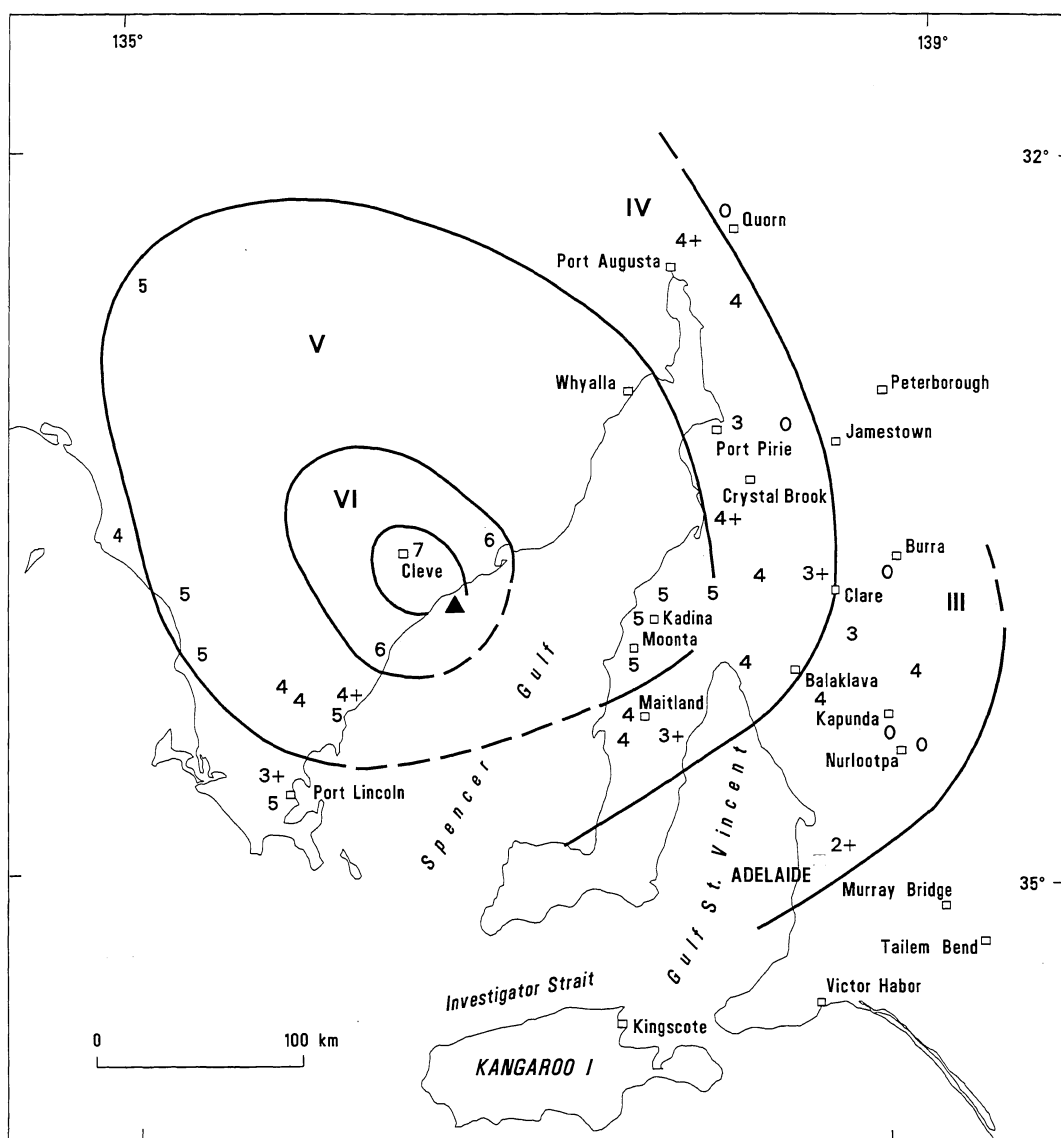 135°
139°
32°
IV
O
Quorn
4+
Port Augusta
5
4
V
Whyalla
Peterborough
3
O
Jamestown
Port Pirie
Crystal Brook
VI
4+
4
6
7
Cleve
Burra
O
4
3+
III
Clare
5
5
5
Kadina
5
3
Moonta
6
5
5
4
4
Balaklava
4
4
4+
4
5
Maitland
4
Kapunda
4
3+
O
O
Nurlootpa
3+
5
Port Lincoln
Spencer Gulf
Gulf St. Vincent
2+
ADELAIDE
35°
Murray Bridge
Tailem Bend
Investigator Strait
Victor Habor
0 100 km
Kingscote
KANGAROO I